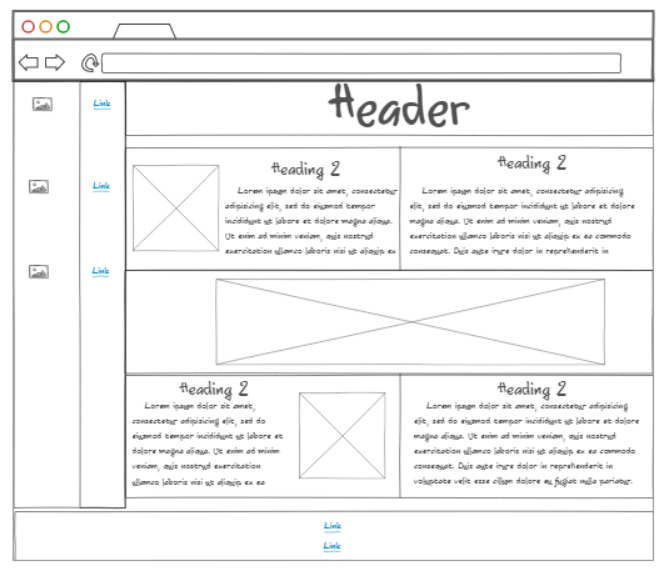 Header
Link
Link
Link
Heading 2
Lorem ipsum dolor sit amet, consectetur
adipisicing elit, sed do eiusmod tempor
incididunt ut labore et dolore magna aliqua.
Ut enim ad minim veniam, quis nostrud
exercitation ullamco laboris nisi ut aliquip ex
Heading 2
Lorem ipsum dolor sit amet, consectetur adipisicing
elit, sed do eiusmod tempor incididunt ut labore et dolore
magna aliqua. Ut enim ad minim veniam, quis nostrud
exercitation ullamco laboris nisi ut aliquip ex ea commodo
consequat. Duis aute irure dolor in reprehenderit in
Heading 2
Lorem ipsum dolor sit amet,
consectetur adipisicing elit, sed do
eiusmod tempor incididunt ut labore et
dolore magna aliqua. Ut enim ad minim
veniam, quis nostrud exercitation
ullamco laboris nisi ut aliquip ex ea
Heading 2
Lorem ipsum dolor sit amet, consectetur adipisicing
elit, sed do eiusmod tempor incididunt ut labore et dolore
magna aliqua. Ut enim ad minim veniam, quis nostrud
exercitation ullamco laboris nisi ut aliquip ex ea commodo
consequat. Duis aute irure dolor in reprehenderit in
voluptate velit esse cillum dolore eu fugiat nulla pariatur.
Link
Link